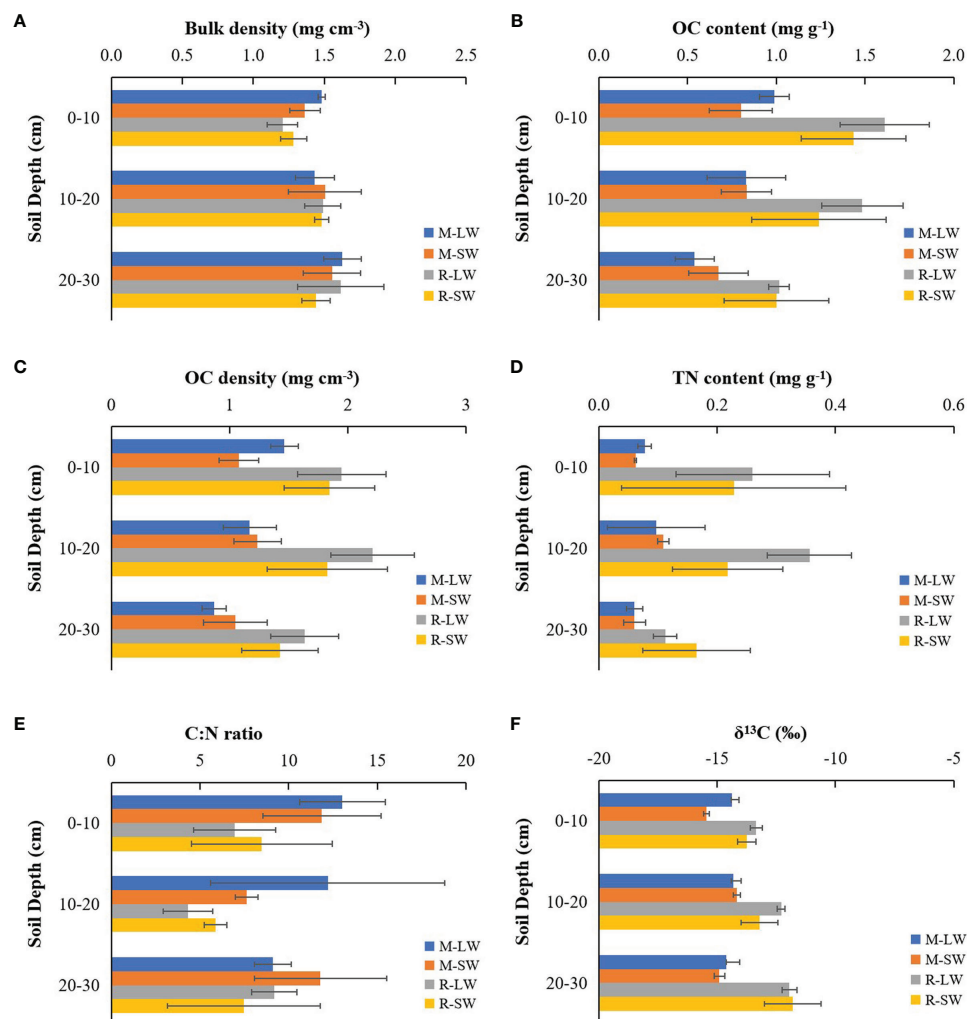 A
Bulk density (mg cm⁻³)
0.0 0.5 1.0 1.5 2.0 2.5
Soil Depth (cm)
0-10
10-20
20-30
M-LW
M-SW
R-LW
R-SW
B
OC content (mg g⁻¹)
0.0 0.5 1.0 1.5 2.0
Soil Depth (cm)
0-10
10-20
20-30
M-LW
M-SW
R-LW
R-SW
C
OC density (mg cm⁻³)
0 1 2 3
Soil Depth (cm)
0-10
10-20
20-30
M-LW
M-SW
R-LW
R-SW
D
TN content (mg g⁻¹)
0.0 0.2 0.4 0.6
Soil Depth (cm)
0-10
10-20
20-30
M-LW
M-SW
R-LW
R-SW
E
C:N ratio
0 5 10 15 20
Soil Depth (cm)
0-10
10-20
20-30
M-LW
M-SW
R-LW
R-SW
F
δ¹³C (‰)
-20 -15 -10 -5
Soil Depth (cm)
0-10
10-20
20-30
M-LW
M-SW
R-LW
R-SW